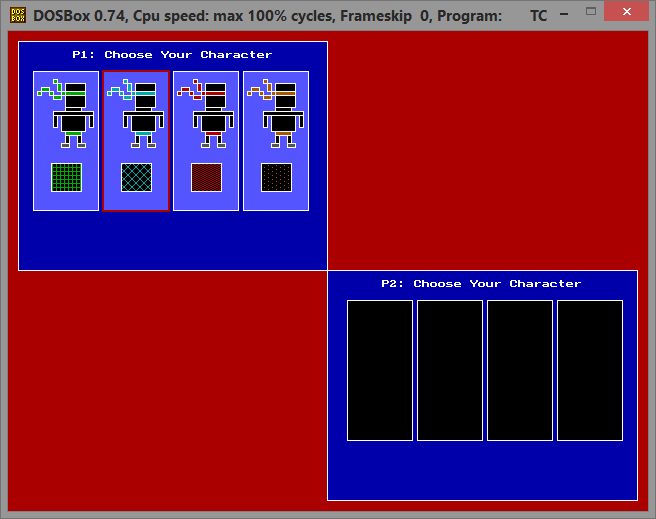 DOS
BOX
DOSBox 0.74, Cpu speed: max 100% cycles, Frameskip  0, Program:       TC
P1: Choose Your Character
P2: Choose Your Character